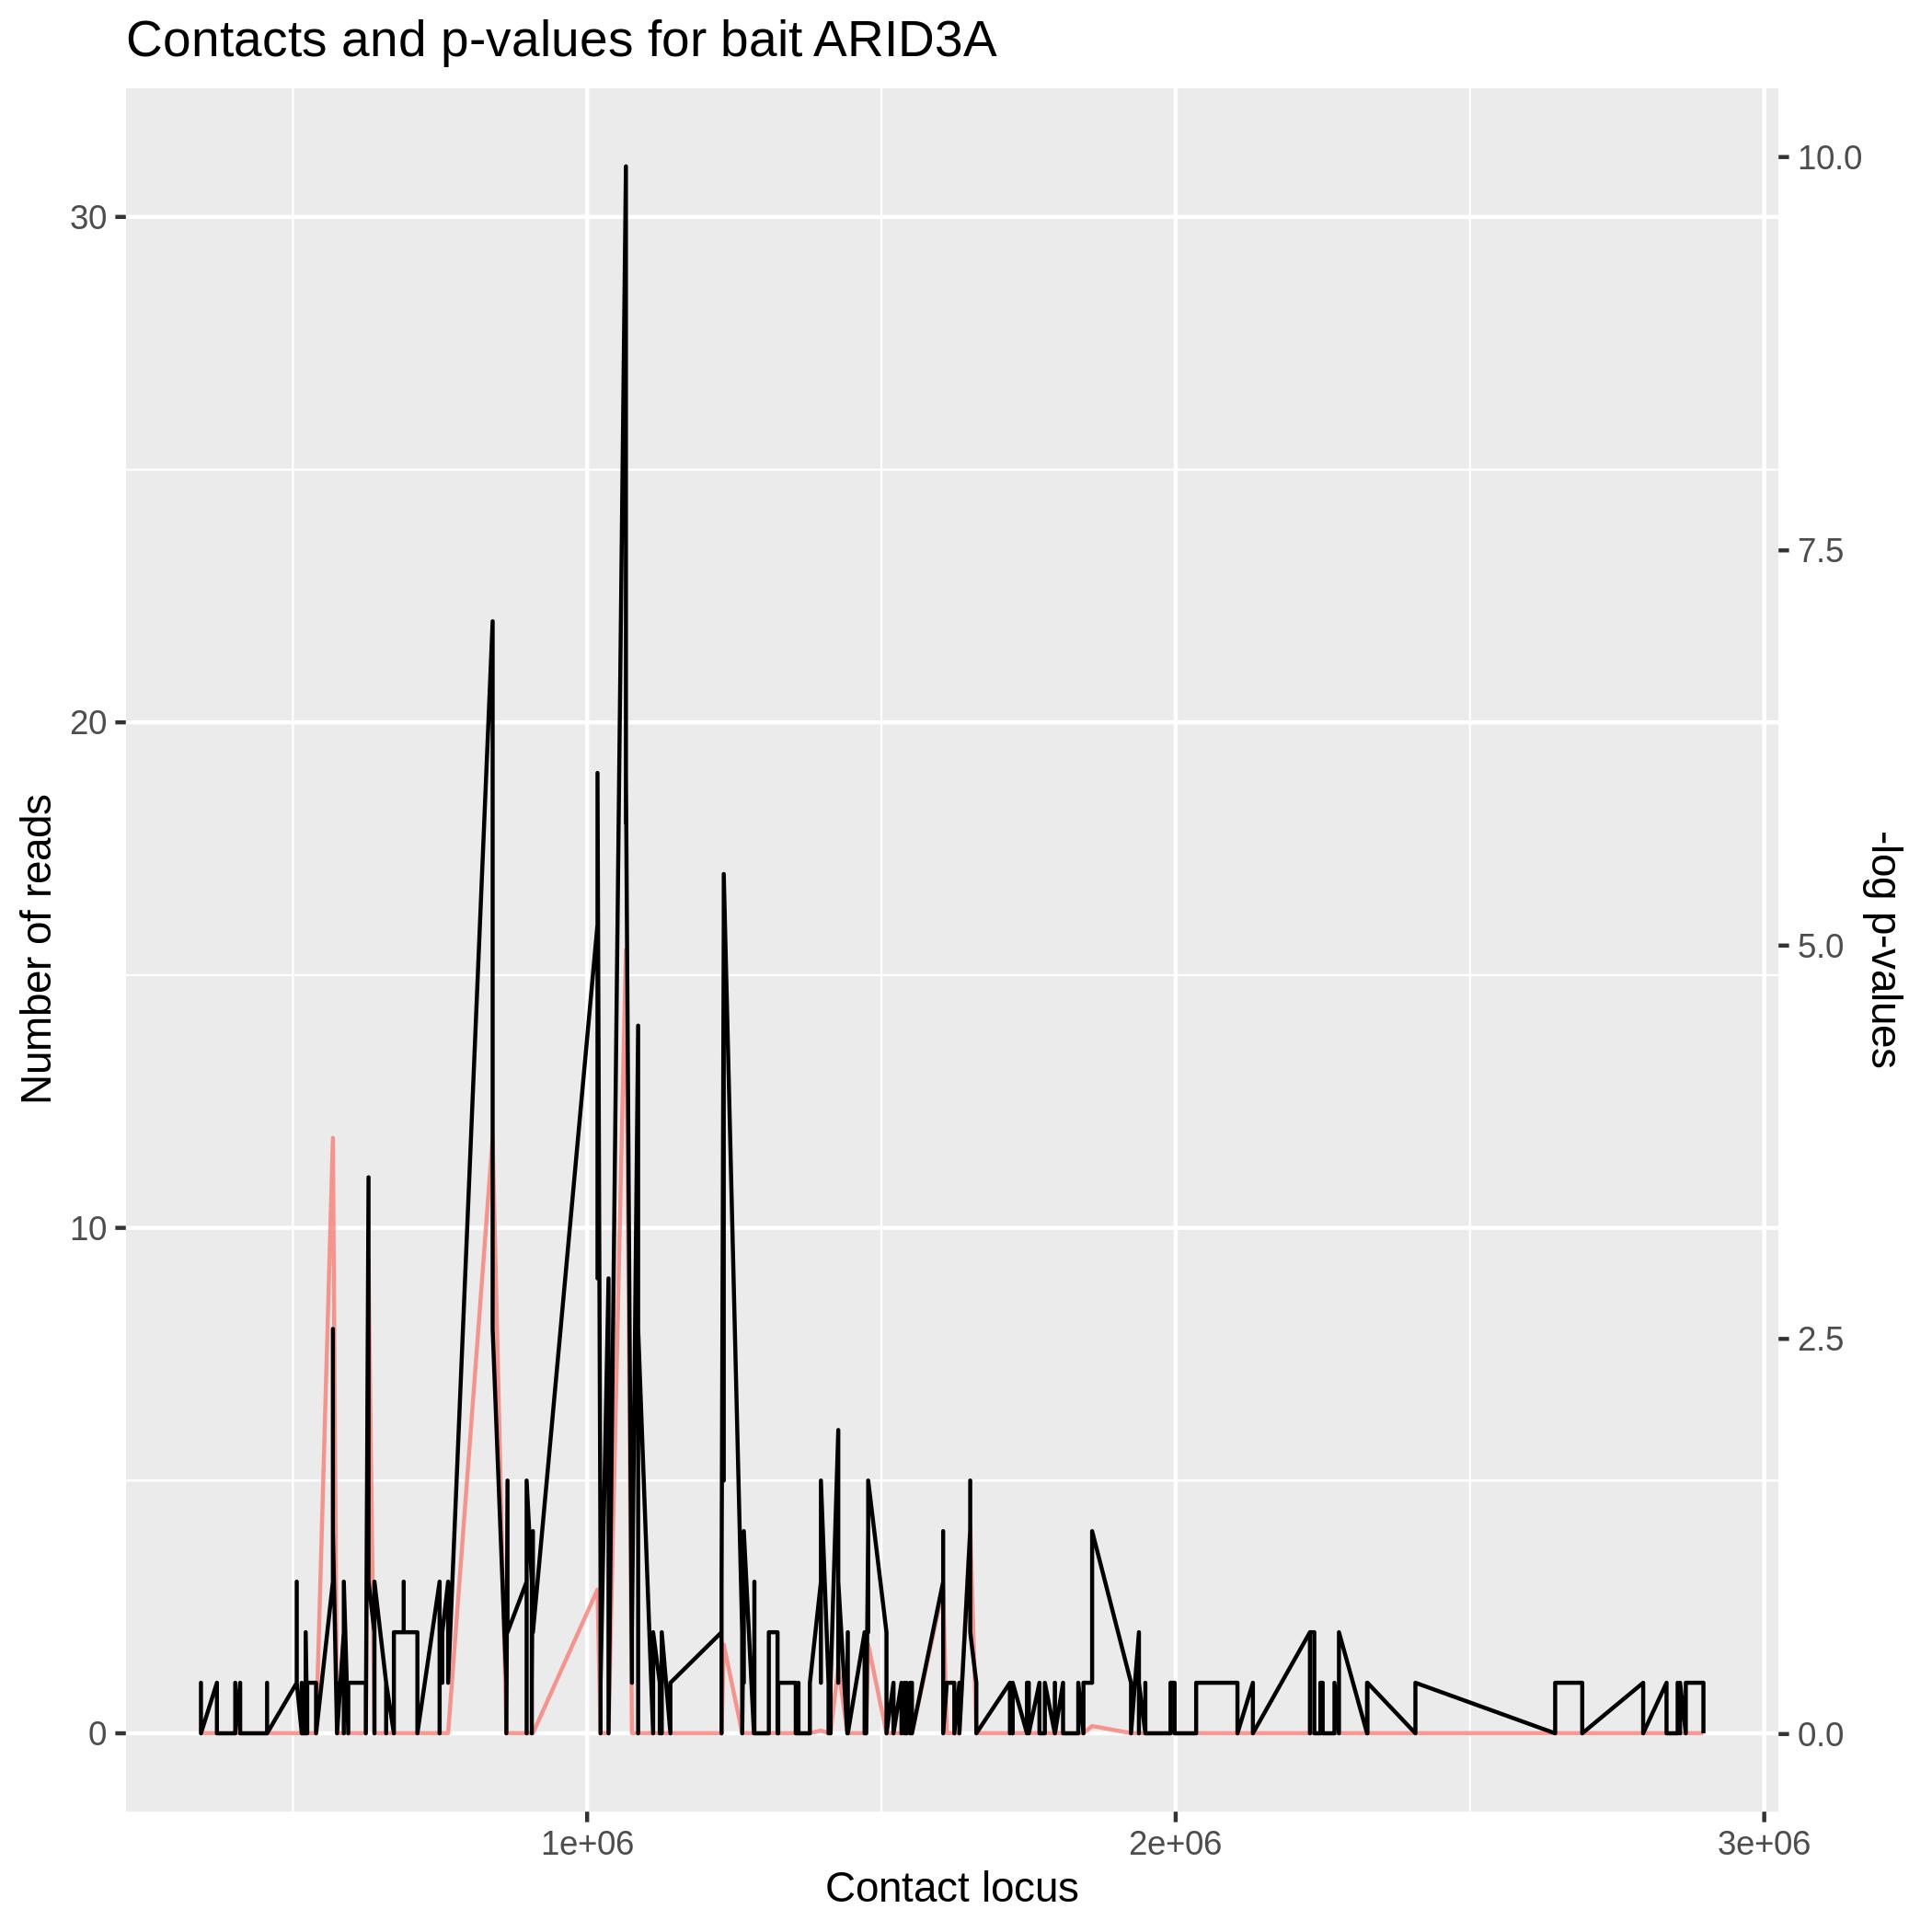 Contacts and p-values for bait ARID3A
30
20
10
0
Number of reads
10.0
7.5
5.0
2.5
0.0
-log p-values
1e+06
2e+06
3e+06
Contact locus